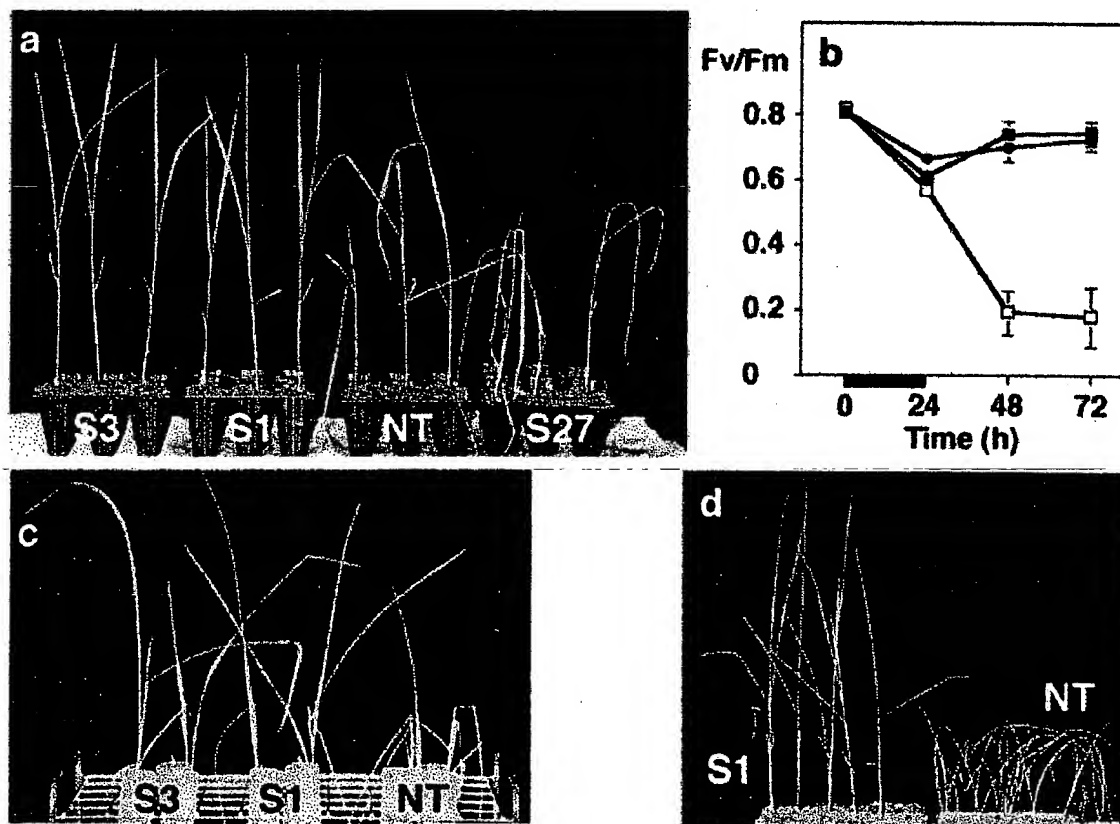 a
S3 S1 NT S27
b
Fv/Fm
0.8
0.6
0.4
0.2
0
0 24 48 72
Time (h)
c
S3 S1 NT
d
S1
NT